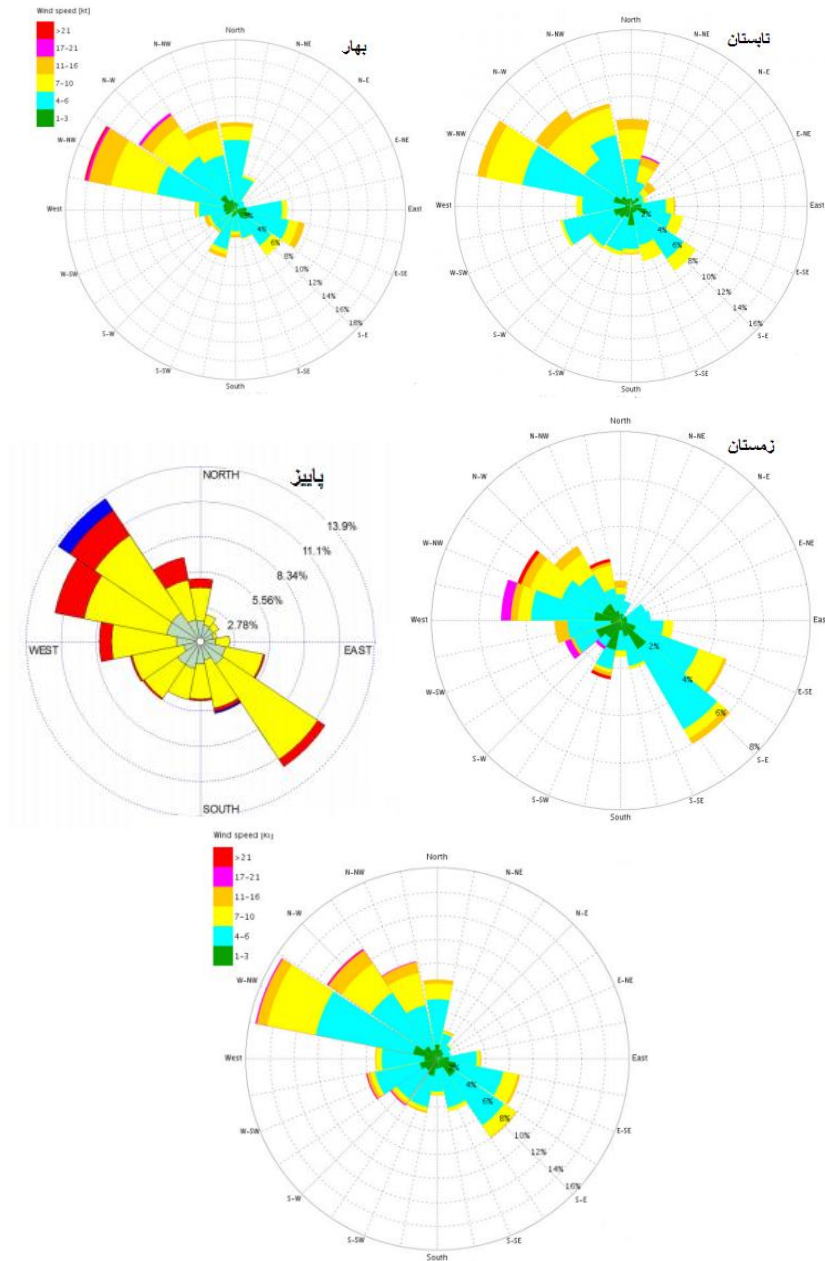 Wind speed [kt]
>21
17-21
11-16
7-10
4-6
1-3
بهار
North
N-NE
N-E
E-NE
East
E-SE
S-E
S-SE
South
S-SW
S-W
W-SW
West
W-NW
N-W
N-NW
4%
6%
8%
10%
12%
14%
16%
18%
تابستان
North
N-NE
N-E
E-NE
East
E-SE
S-E
S-SE
South
S-SW
S-W
W-SW
West
W-NW
N-W
N-NW
2%
4%
6%
8%
10%
12%
14%
16%
پاییز
NORTH
EAST
SOUTH
WEST
13.9%
11.1%
8.34%
5.56%
2.78%
زمستان
North
N-NE
N-E
E-NE
East
E-SE
S-E
S-SE
South
S-SW
S-W
W-SW
West
W-NW
N-W
N-NW
2%
4%
6%
8%
Wind speed [Kt]
>21
17-21
11-16
7-10
4-6
1-3
North
N-NE
N-E
E-NE
East
E-SE
S-E
S-SE
South
S-SW
S-W
W-SW
West
W-NW
N-W
N-NW
4%
6%
8%
10%
12%
14%
16%